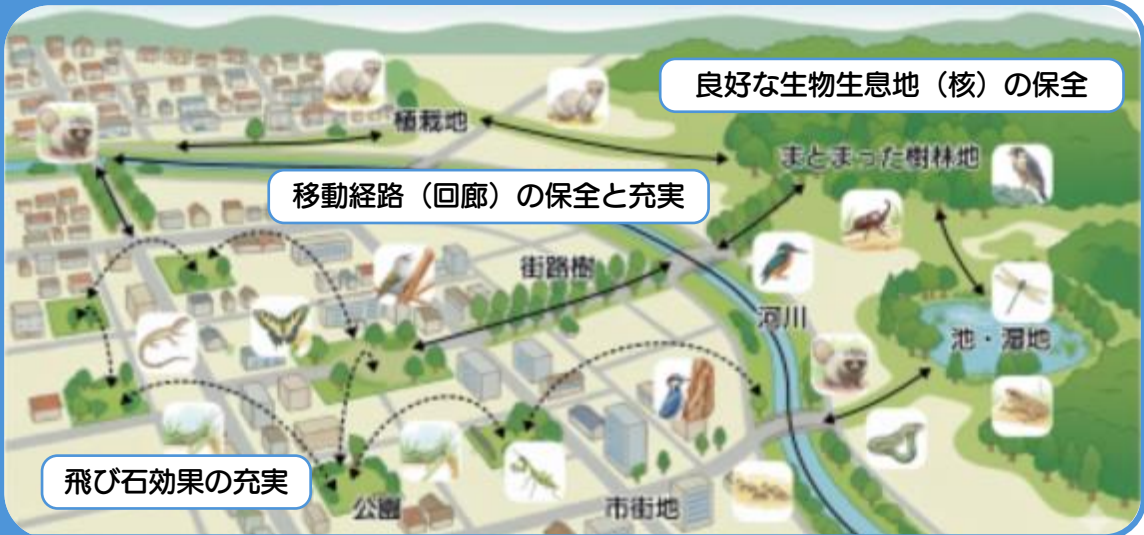 良好な生物生息地（核）の保全
植栽地
まとまった樹林地
移動経路（回廊）の保全と充実
街路樹
河川
池・湿地
飛び石効果の充実
公園
市街地